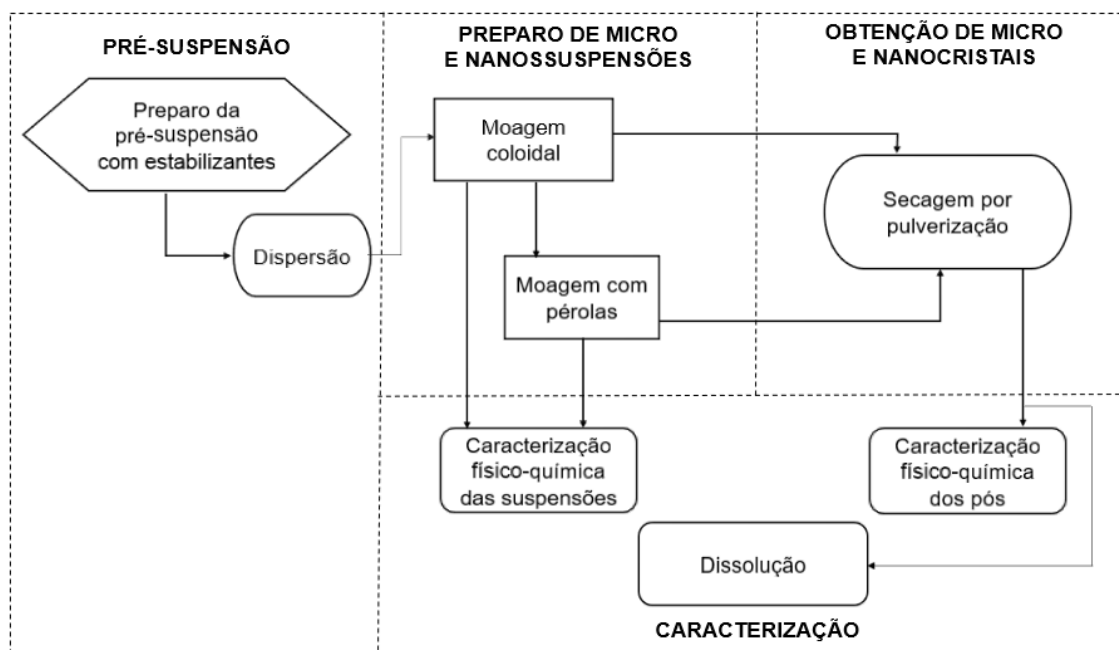 PRÉ-SUSPENSÃO
Preparo da
pré-suspensão
com estabilizantes
Dispersão
PREPARO DE MICRO
E NANOSSUSPENSÕES
Moagem
coloidal
Moagem com
pérolas
OBTENÇÃO DE MICRO
E NANOCRISTAIS
Secagem por
pulverização
Caracterização
físico-química
das suspensões
Caracterização
físico-química
dos pós
Dissolução
CARACTERIZAÇÃO